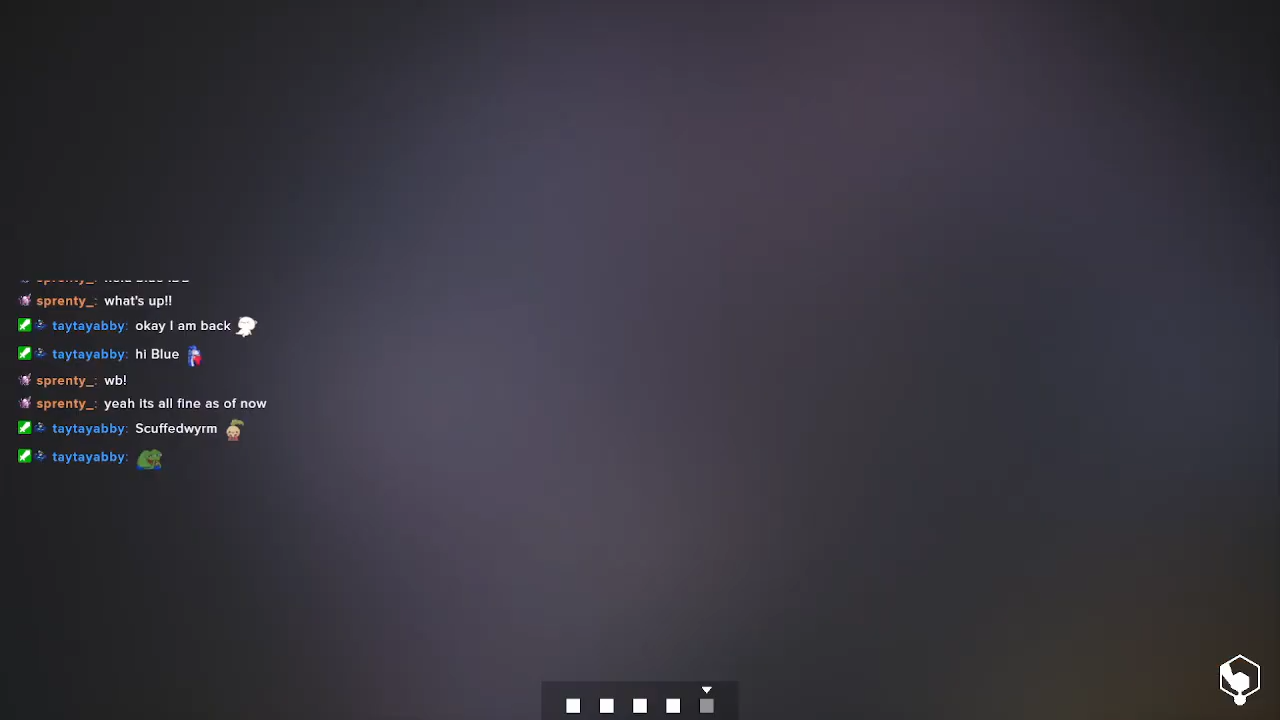 sprenty_: what's up!!
taytayabby: okay I am back
taytayabby: hi Blue
sprenty_: wb!
sprenty_: yeah its all fine as of now
taytayabby: Scuffedwyrm
taytayabby: